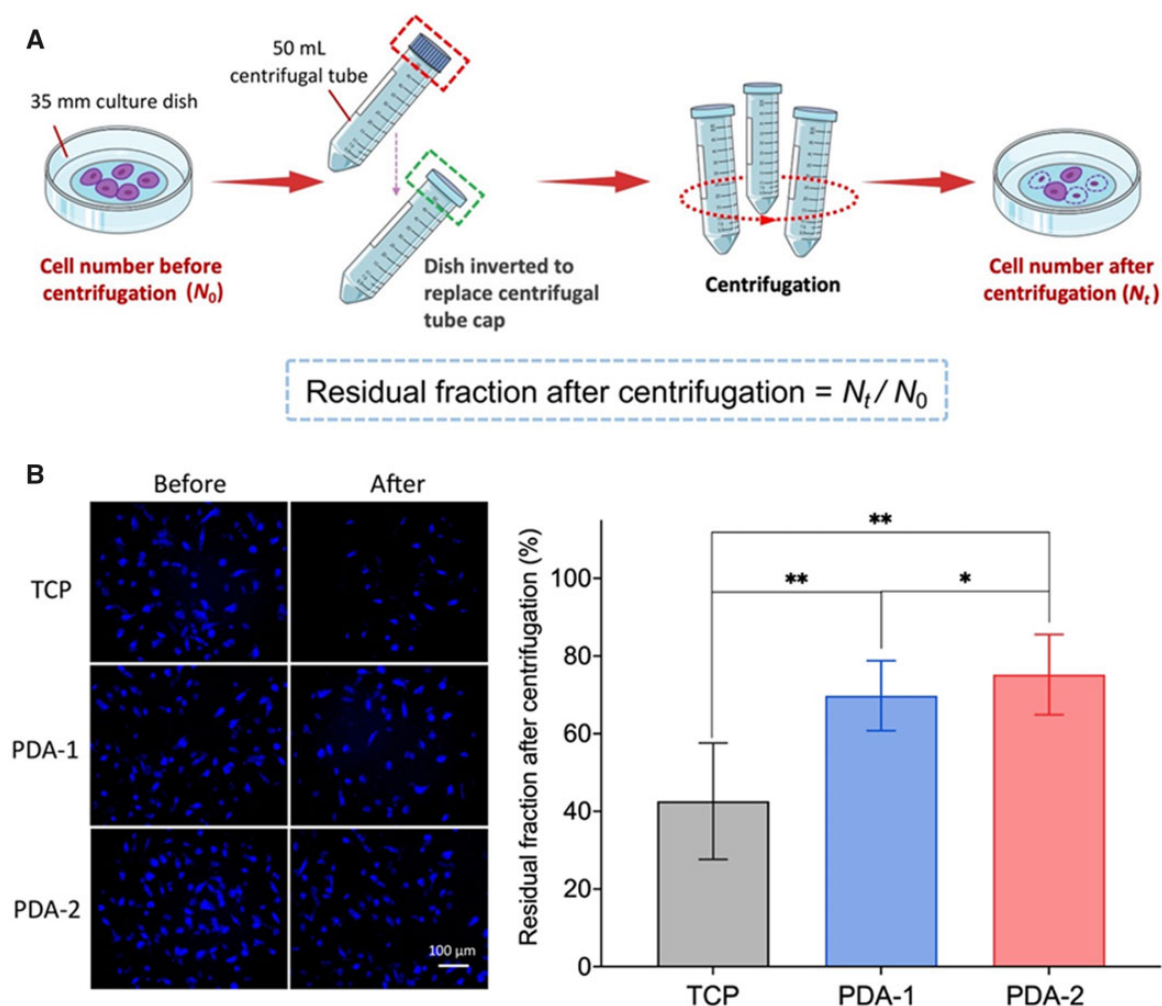 A
50 mL
centrifugal tube
35 mm culture dish
Cell number before
centrifugation (N₀)
Dish inverted to
replace centrifugal
tube cap
Centrifugation
Cell number after
centrifugation (Nₜ)
Residual fraction after centrifugation = Nₜ / N₀
B
Before
After
TCP
PDA-1
PDA-2
100 μm
Residual fraction after centrifugation (%)
100
80
60
40
20
0
**
**
*
TCP
PDA-1
PDA-2